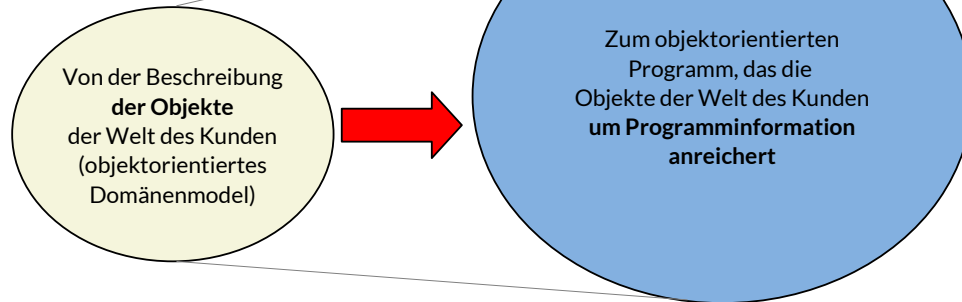 Von der Beschreibung
der Objekte
der Welt des Kunden
(objektorientiertes
Domänenmodel)
Zum objektorientierten
Programm, das die
Objekte der Welt des Kunden
um Programminformation
anreichert